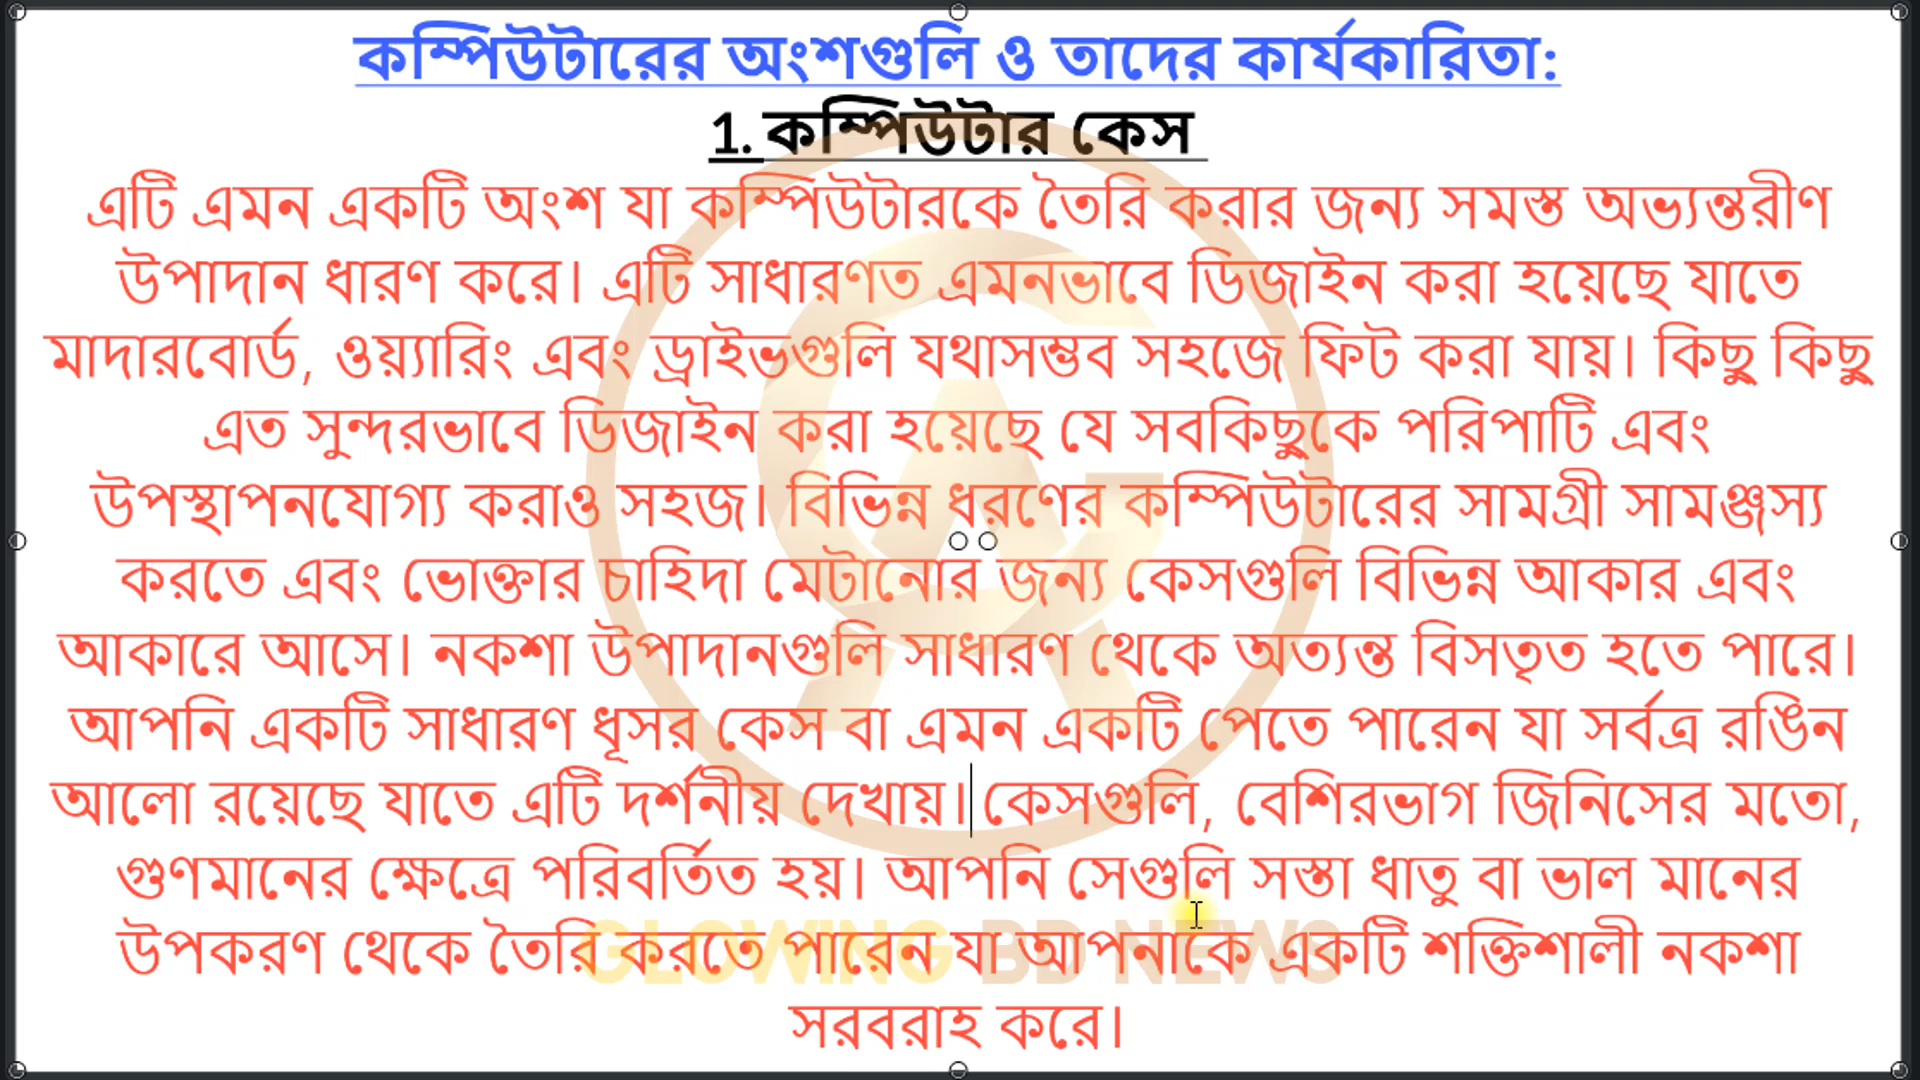 কম্পিউটারের অংশগুলি ও তাদের কার্যকারিতা:
1. কম্পিউটার কেস
এটি এমন একটি অংশ যা কম্পিউটারকে তৈরি করার জন্য সমস্ত অভ্যন্তরীণ
উপাদান ধারণ করে। এটি সাধারণত এমনভাবে ডিজাইন করা হয়েছে যাতে
মাদারবোর্ড, ওয়্যারিং এবং ড্রাইভগুলি যথাসম্ভব সহজে ফিট করা যায়। কিছু কিছু
এত সুন্দরভাবে ডিজাইন করা হয়েছে যে সবকিছুকে পরিপাটি এবং
উপস্থাপনযোগ্য করাও সহজ। বিভিন্ন ধরণের কম্পিউটারের সামগ্রী সামঞ্জস্য
করতে এবং ভোক্তার চাহিদা মেটানোর জন্য কেসগুলি বিভিন্ন আকার এবং
আকারে আসে। নকশা উপাদানগুলি সাধারণ থেকে অত্যন্ত বিসতৃত হতে পারে।
আপনি একটি সাধারণ ধূসর কেস বা এমন একটি পেতে পারেন যা সর্বত্র রঙিন
আলো রয়েছে যাতে এটি দর্শনীয় দেখায়। কেসগুলি, বেশিরভাগ জিনিসের মতো,
গুণমানের ক্ষেত্রে পরিবর্তিত হয়। আপনি সেগুলি সস্তা ধাতু বা ভাল মানের
উপকরণ থেকে তৈরি করতে পারেন যা আপনাকে একটি শক্তিশালী নকশা
সরবরাহ করে।
GLOWING BD NEWS